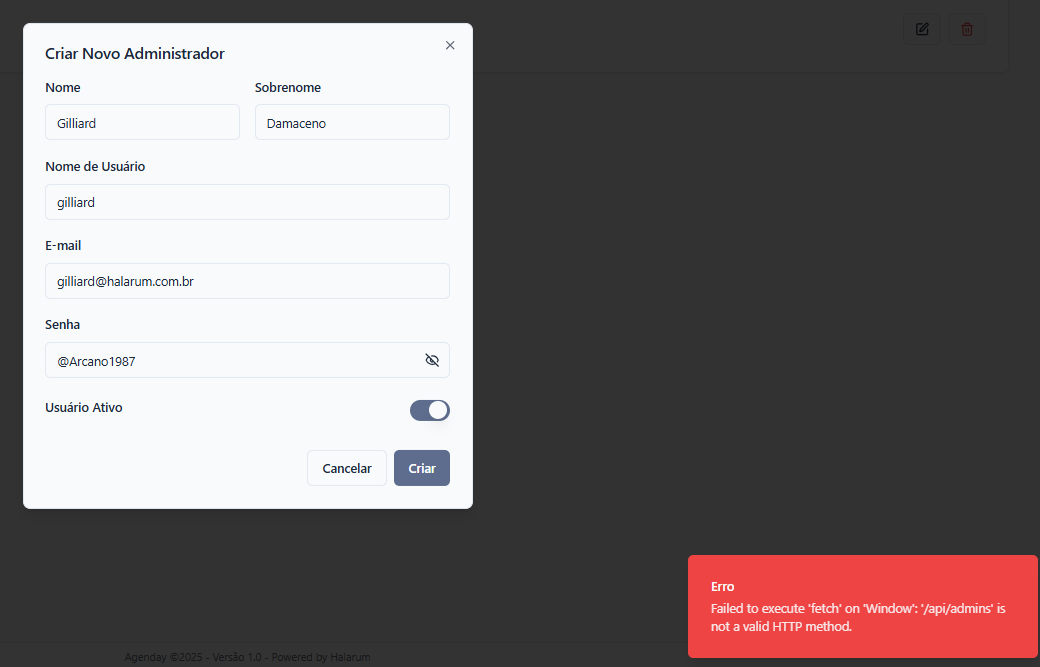 Criar Novo Administrador
Nome
Sobrenome
Gilliard
Damaceno
Nome de Usuário
gilliard
E-mail
gilliard@halarum.com.br
Senha
@Arcano1987
Usuário Ativo
Cancelar
Criar
Erro
Failed to execute 'fetch' on 'Window': '/api/admins' is
not a valid HTTP method.
Agenday ©2025 - Versão 1.0 - Powered by Halarum